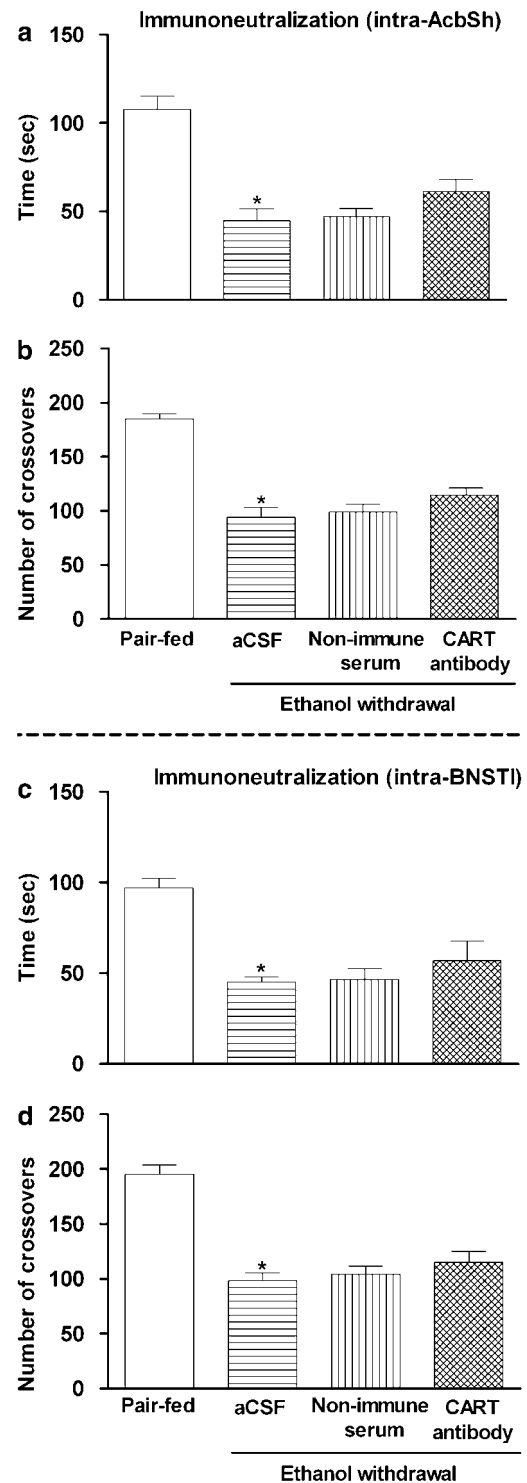 a
Immunoneutralization (intra-AcbSh)
150
100
50
0
Time (sec)
*
b
250
200
150
100
50
0
Number of crossovers
*
Pair-fed
aCSF
Non-immune
serum
CART
antibody
Ethanol withdrawal
c
Immunoneutralization (intra-BNSTl)
150
100
50
0
Time (sec)
*
d
250
200
150
100
50
0
Number of crossovers
*
Pair-fed
aCSF
Non-immune
serum
CART
antibody
Ethanol withdrawal